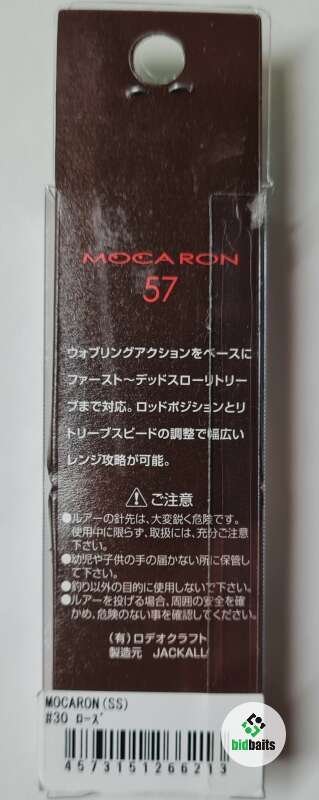 MOCARON
57
ウォブリングアクションをベースに
ファースト～デッドスローリトリー
ブまで対応。ロッドポジションとリ
トリーブスピードの調整で幅広い
レンジ攻略が可能。
⚠ご注意
●ルアーの針先は、大変鋭く危険です。
使用中に限らず、取扱には、充分ご注意
下さい。
●幼児や子供の手の届かない所に保管し
て下さい。
●釣り以外の目的に使用しないで下さい。
●ルアーを投げる場合、周囲の安全を確
かめ、危険のない事を確認してください。
(有)ロデオクラフト
製造元 JACKALL
MOCARON(SS)
#30 ﾛｰｽﾞ
4573151266213
bidbaits